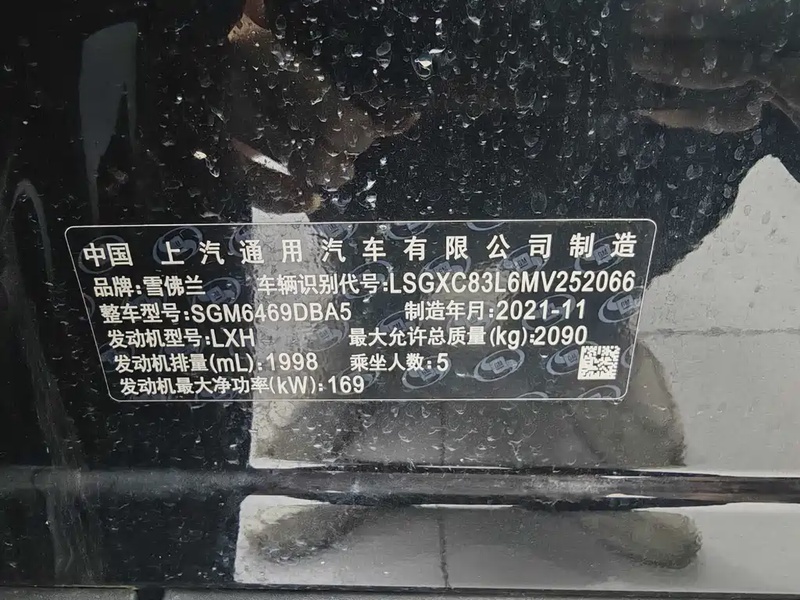 中国 上汽通用汽车有限公司制造
品牌:雪佛兰 车辆识别代号:LSGXC83L6MV252066
整车型号:SGM6469DBA5 制造年月:2021-11
发动机型号:LXH 最大允许总质量(kg):2090
发动机排量(mL):1998 乘坐人数:5
发动机最大净功率(kW):169